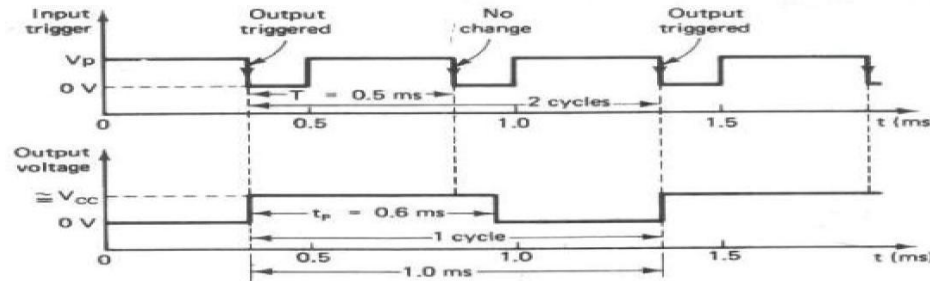 Input
trigger
Output
triggered
No
change
Output
triggered
Vp
0 V
T = 0.5 ms
2 cycles
0
0.5
1.0
1.5
t (ms)
Output
voltage
≅ VCC
0 V
tp = 0.6 ms
1 cycle
0
0.5
1.0
1.5
t (ms)
1.0 ms